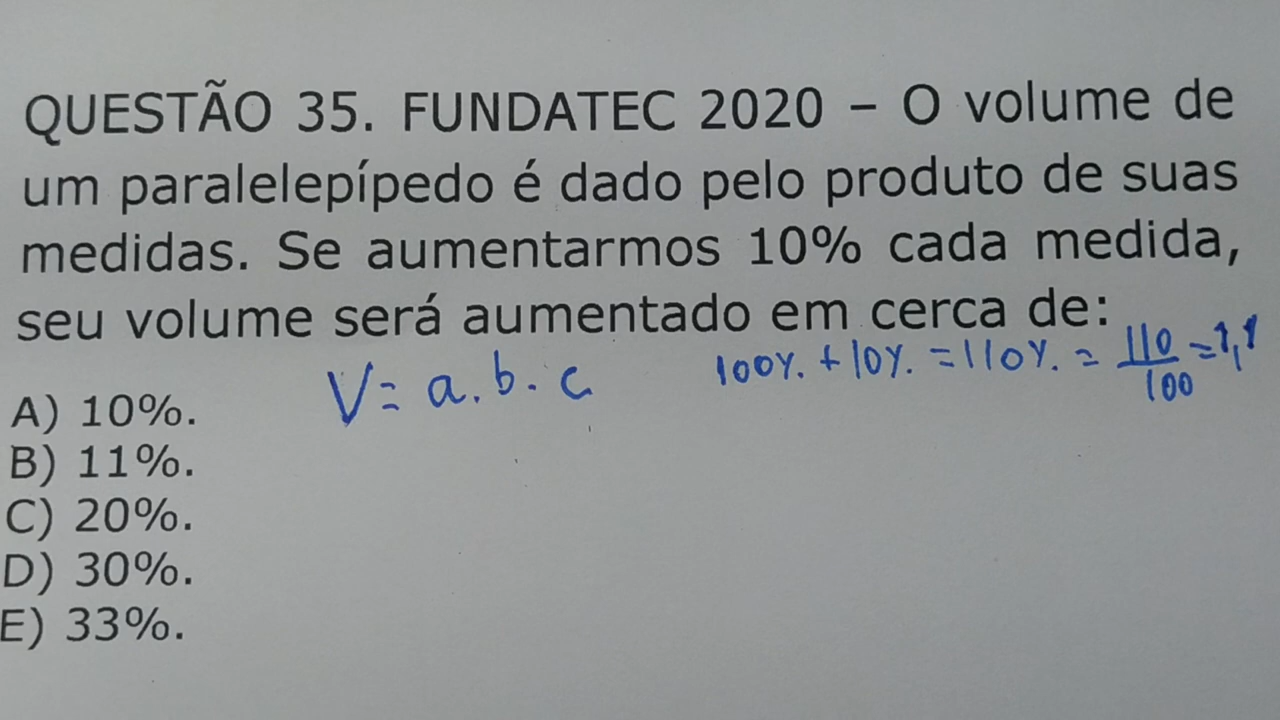 QUESTÃO 35. FUNDATEC 2020 – O volume de
um paralelepípedo é dado pelo produto de suas
medidas. Se aumentarmos 10% cada medida,
seu volume será aumentado em cerca de:
100%. + 10%. = 110%. = 110/100 = 1,1
V = a . b . c
A) 10%.
B) 11%.
C) 20%.
D) 30%.
E) 33%.